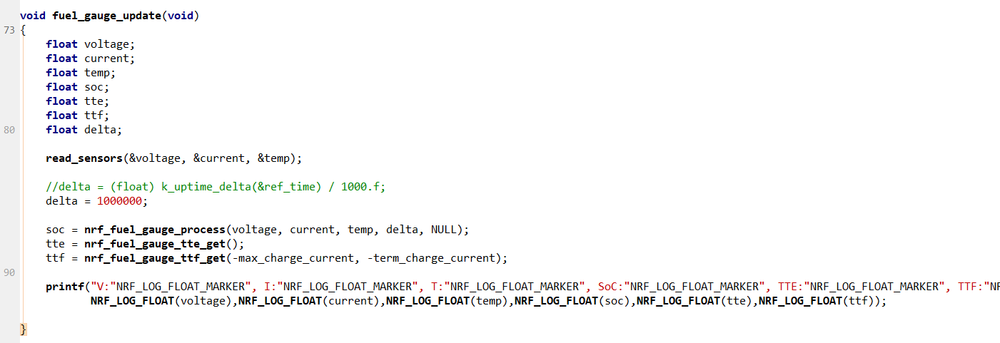 void fuel_gauge_update(void)
73 {
float voltage;
float current;
float temp;
float soc;
float tte;
float ttf;
80 float delta;
read_sensors(&voltage, &current, &temp);
//delta = (float) k_uptime_delta(&ref_time) / 1000.f;
delta = 1000000;
soc = nrf_fuel_gauge_process(voltage, current, temp, delta, NULL);
tte = nrf_fuel_gauge_tte_get();
ttf = nrf_fuel_gauge_ttf_get(-max_charge_current, -term_charge_current);
90
printf("V:"NRF_LOG_FLOAT_MARKER", I:"NRF_LOG_FLOAT_MARKER", T:"NRF_LOG_FLOAT_MARKER", SoC:"NRF_LOG_FLOAT_MARKER", TTE:"NRF_LOG_FLOAT_MARKER", TTF:"NR
NRF_LOG_FLOAT(voltage),NRF_LOG_FLOAT(current),NRF_LOG_FLOAT(temp),NRF_LOG_FLOAT(soc),NRF_LOG_FLOAT(tte),NRF_LOG_FLOAT(ttf));
}